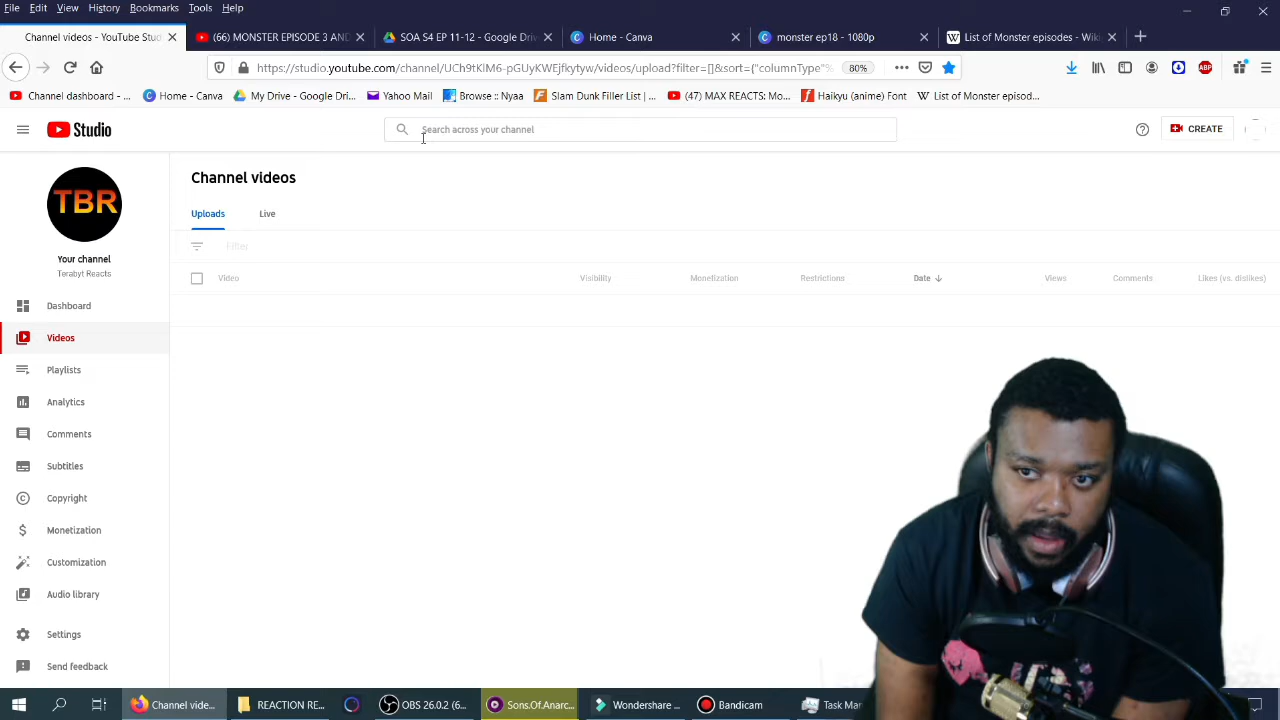 File Edit View History Bookmarks Tools Help
Channel videos - YouTube Stud
(66) MONSTER EPISODE 3 AND
SOA S4 EP 11-12 - Google Driv
Home - Canva
monster ep18 - 1080p
List of Monster episodes - Wiki
https://studio.youtube.com/channel/UCh9tKlM6-pGUyKWEjfkytyw/videos/upload?filter=[]&sort={"columnType"%
80%
ABP
Channel dashboard ...
Home - Canva
My Drive - Google Dri...
Yahoo Mail
Browse :: Nyaa
Slam Dunk Filler List |...
(47) MAX REACTS: Mo...
Haikyu(anime) Font
List of Monster episod...
Studio
Search across your channel
CREATE
TBR
Your channel
Terabyt Reacts
Dashboard
Videos
Playlists
Analytics
Comments
Subtitles
Copyright
Monetization
Customization
Audio library
Settings
Send feedback
Channel videos
Uploads Live
Filter
Video Visibility Monetization Restrictions Date Views Comments Likes (vs. dislikes)
Channel vide...
REACTION RE...
OBS 26.0.2 (6...
Sons.Of.Anarc...
Wondershare ...
Bandicam
Task Mar